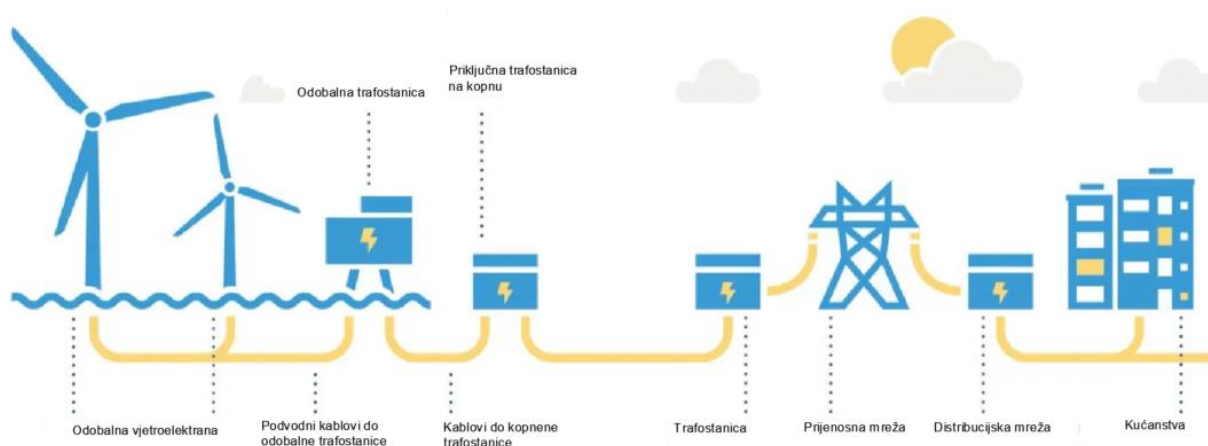 Odobalna trafostanica
Priključna trafostanica
na kopnu
Odobalna vjetroelektrana
Podvodni kablovi do
odobalne trafostanice
Kablovi do kopnene
trafostanice
Trafostanica
Prijenosna mreža
Distribucijska mreža
Kućanstva